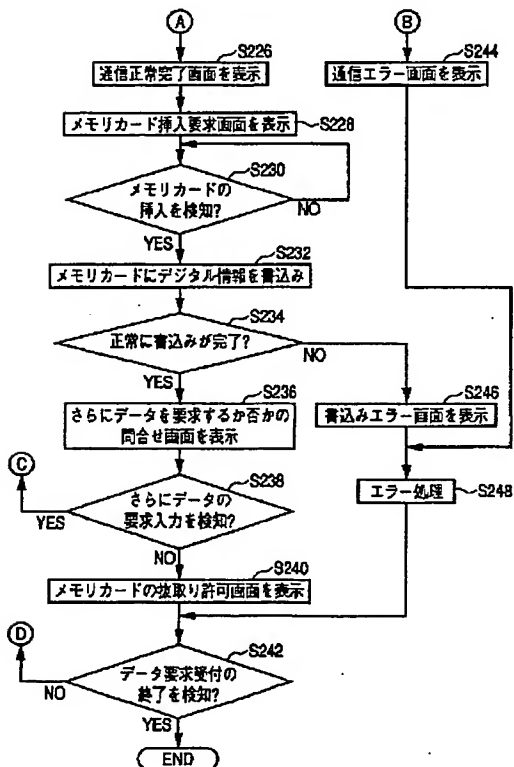 A
B
S226
通信正常完了画面を表示
S244
通信エラー画面を表示
メモリカード挿入要求画面を表示
S228
S230
メモリカードの
挿入を検知?
NO
YES
S232
メモリカードにデジタル情報を書込み
S234
正常に書込みが完了?
NO
YES
S236
さらにデータを要求するか否かの
問合せ画面を表示
S246
書込みエラー画面を表示
C
S238
さらにデータの
要求入力を検知?
YES
エラー処理
S248
NO
S240
メモリカードの抜取り許可画面を表示
D
S242
データ要求受付の
終了を検知?
NO
YES
END